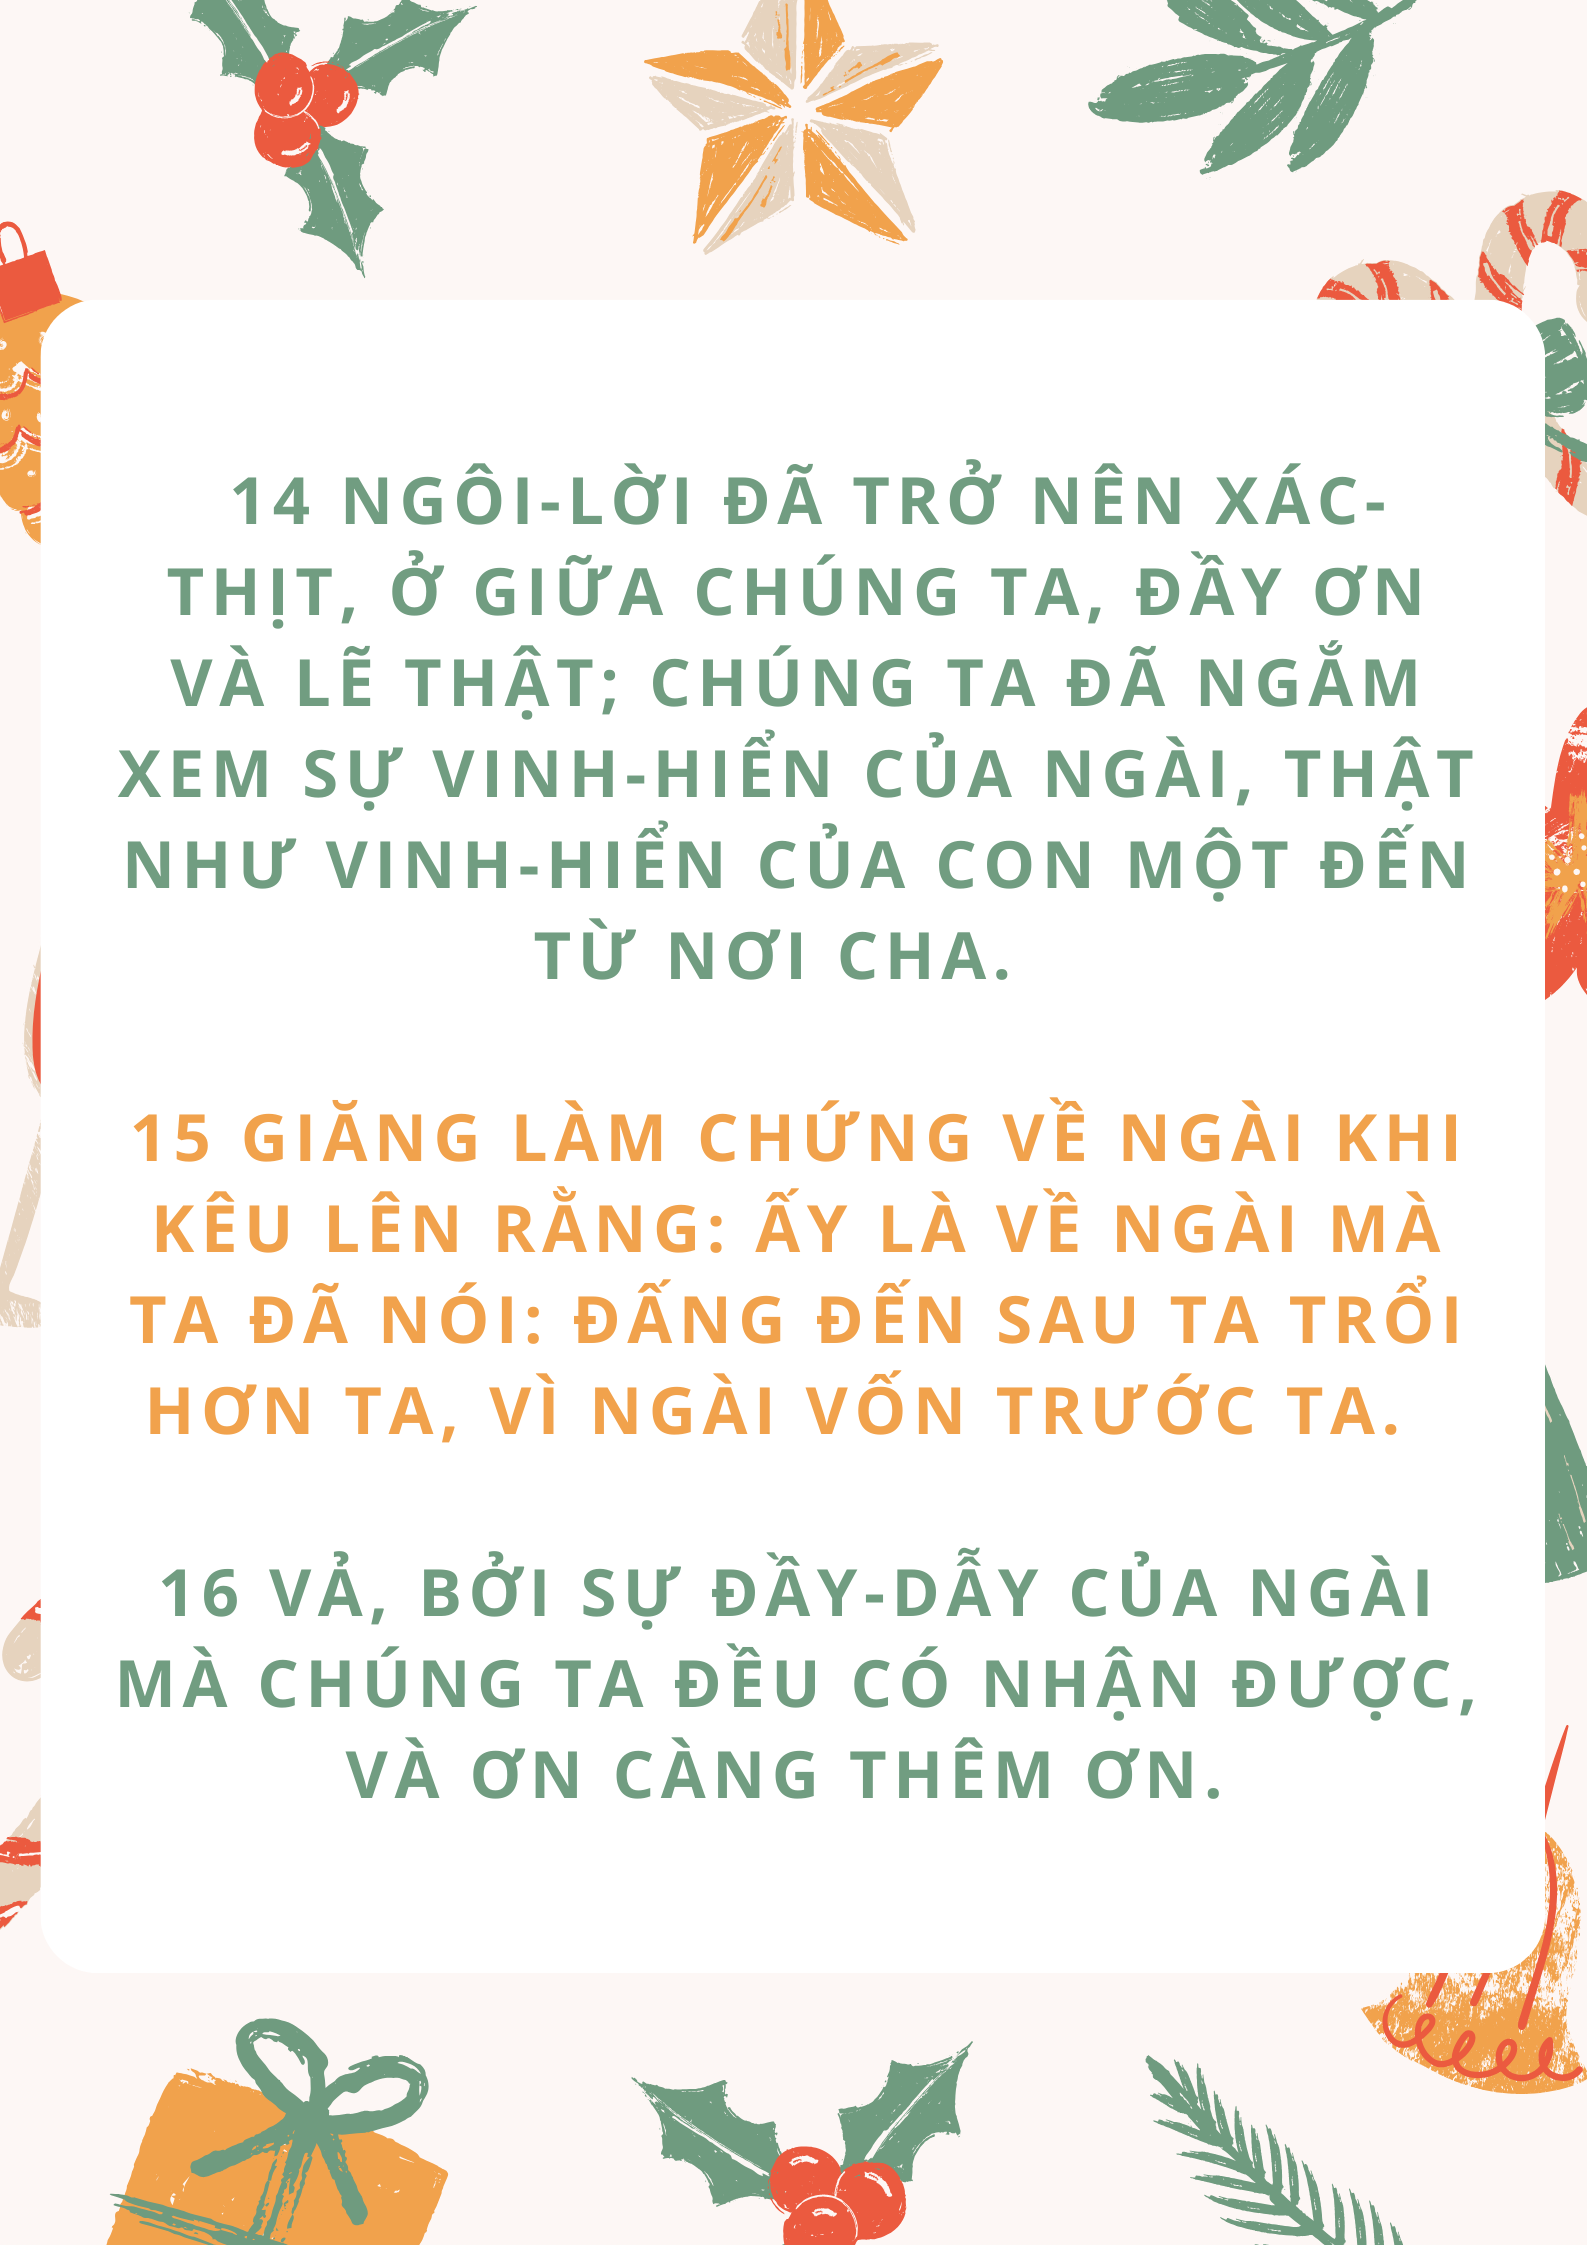 14 NGÔI-LỜI ĐÃ TRỞ NÊN XÁC-
THỊT, Ở GIỮA CHÚNG TA, ĐẦY ƠN
VÀ LẼ THẬT; CHÚNG TA ĐÃ NGẮM
XEM SỰ VINH-HIỂN CỦA NGÀI, THẬT
NHƯ VINH-HIỂN CỦA CON MỘT ĐẾN
TỪ NƠI CHA.
15 GIĂNG LÀM CHỨNG VỀ NGÀI KHI
KÊU LÊN RẰNG: ẤY LÀ VỀ NGÀI MÀ
TA ĐÃ NÓI: ĐẤNG ĐẾN SAU TA TRỔI
HƠN TA, VÌ NGÀI VỐN TRƯỚC TA.
16 VẢ, BỞI SỰ ĐẦY-DẪY CỦA NGÀI
MÀ CHÚNG TA ĐỀU CÓ NHẬN ĐƯỢC,
VÀ ƠN CÀNG THÊM ƠN.